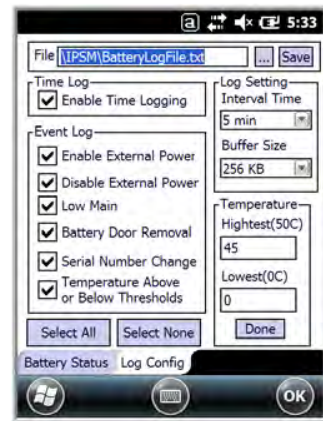 a 5:33
File \IPSM\BatteryLogFile.txt ... Save
Time Log
Enable Time Logging
Event Log
Enable External Power
Disable External Power
Low Main
Battery Door Removal
Serial Number Change
Temperature Above
or Below Thresholds
Select All Select None
Log Setting
Interval Time
5 min
Buffer Size
256 KB
Temperature
Hightest(50C)
45
Lowest(0C)
0
Done
Battery Status Log Config
OK